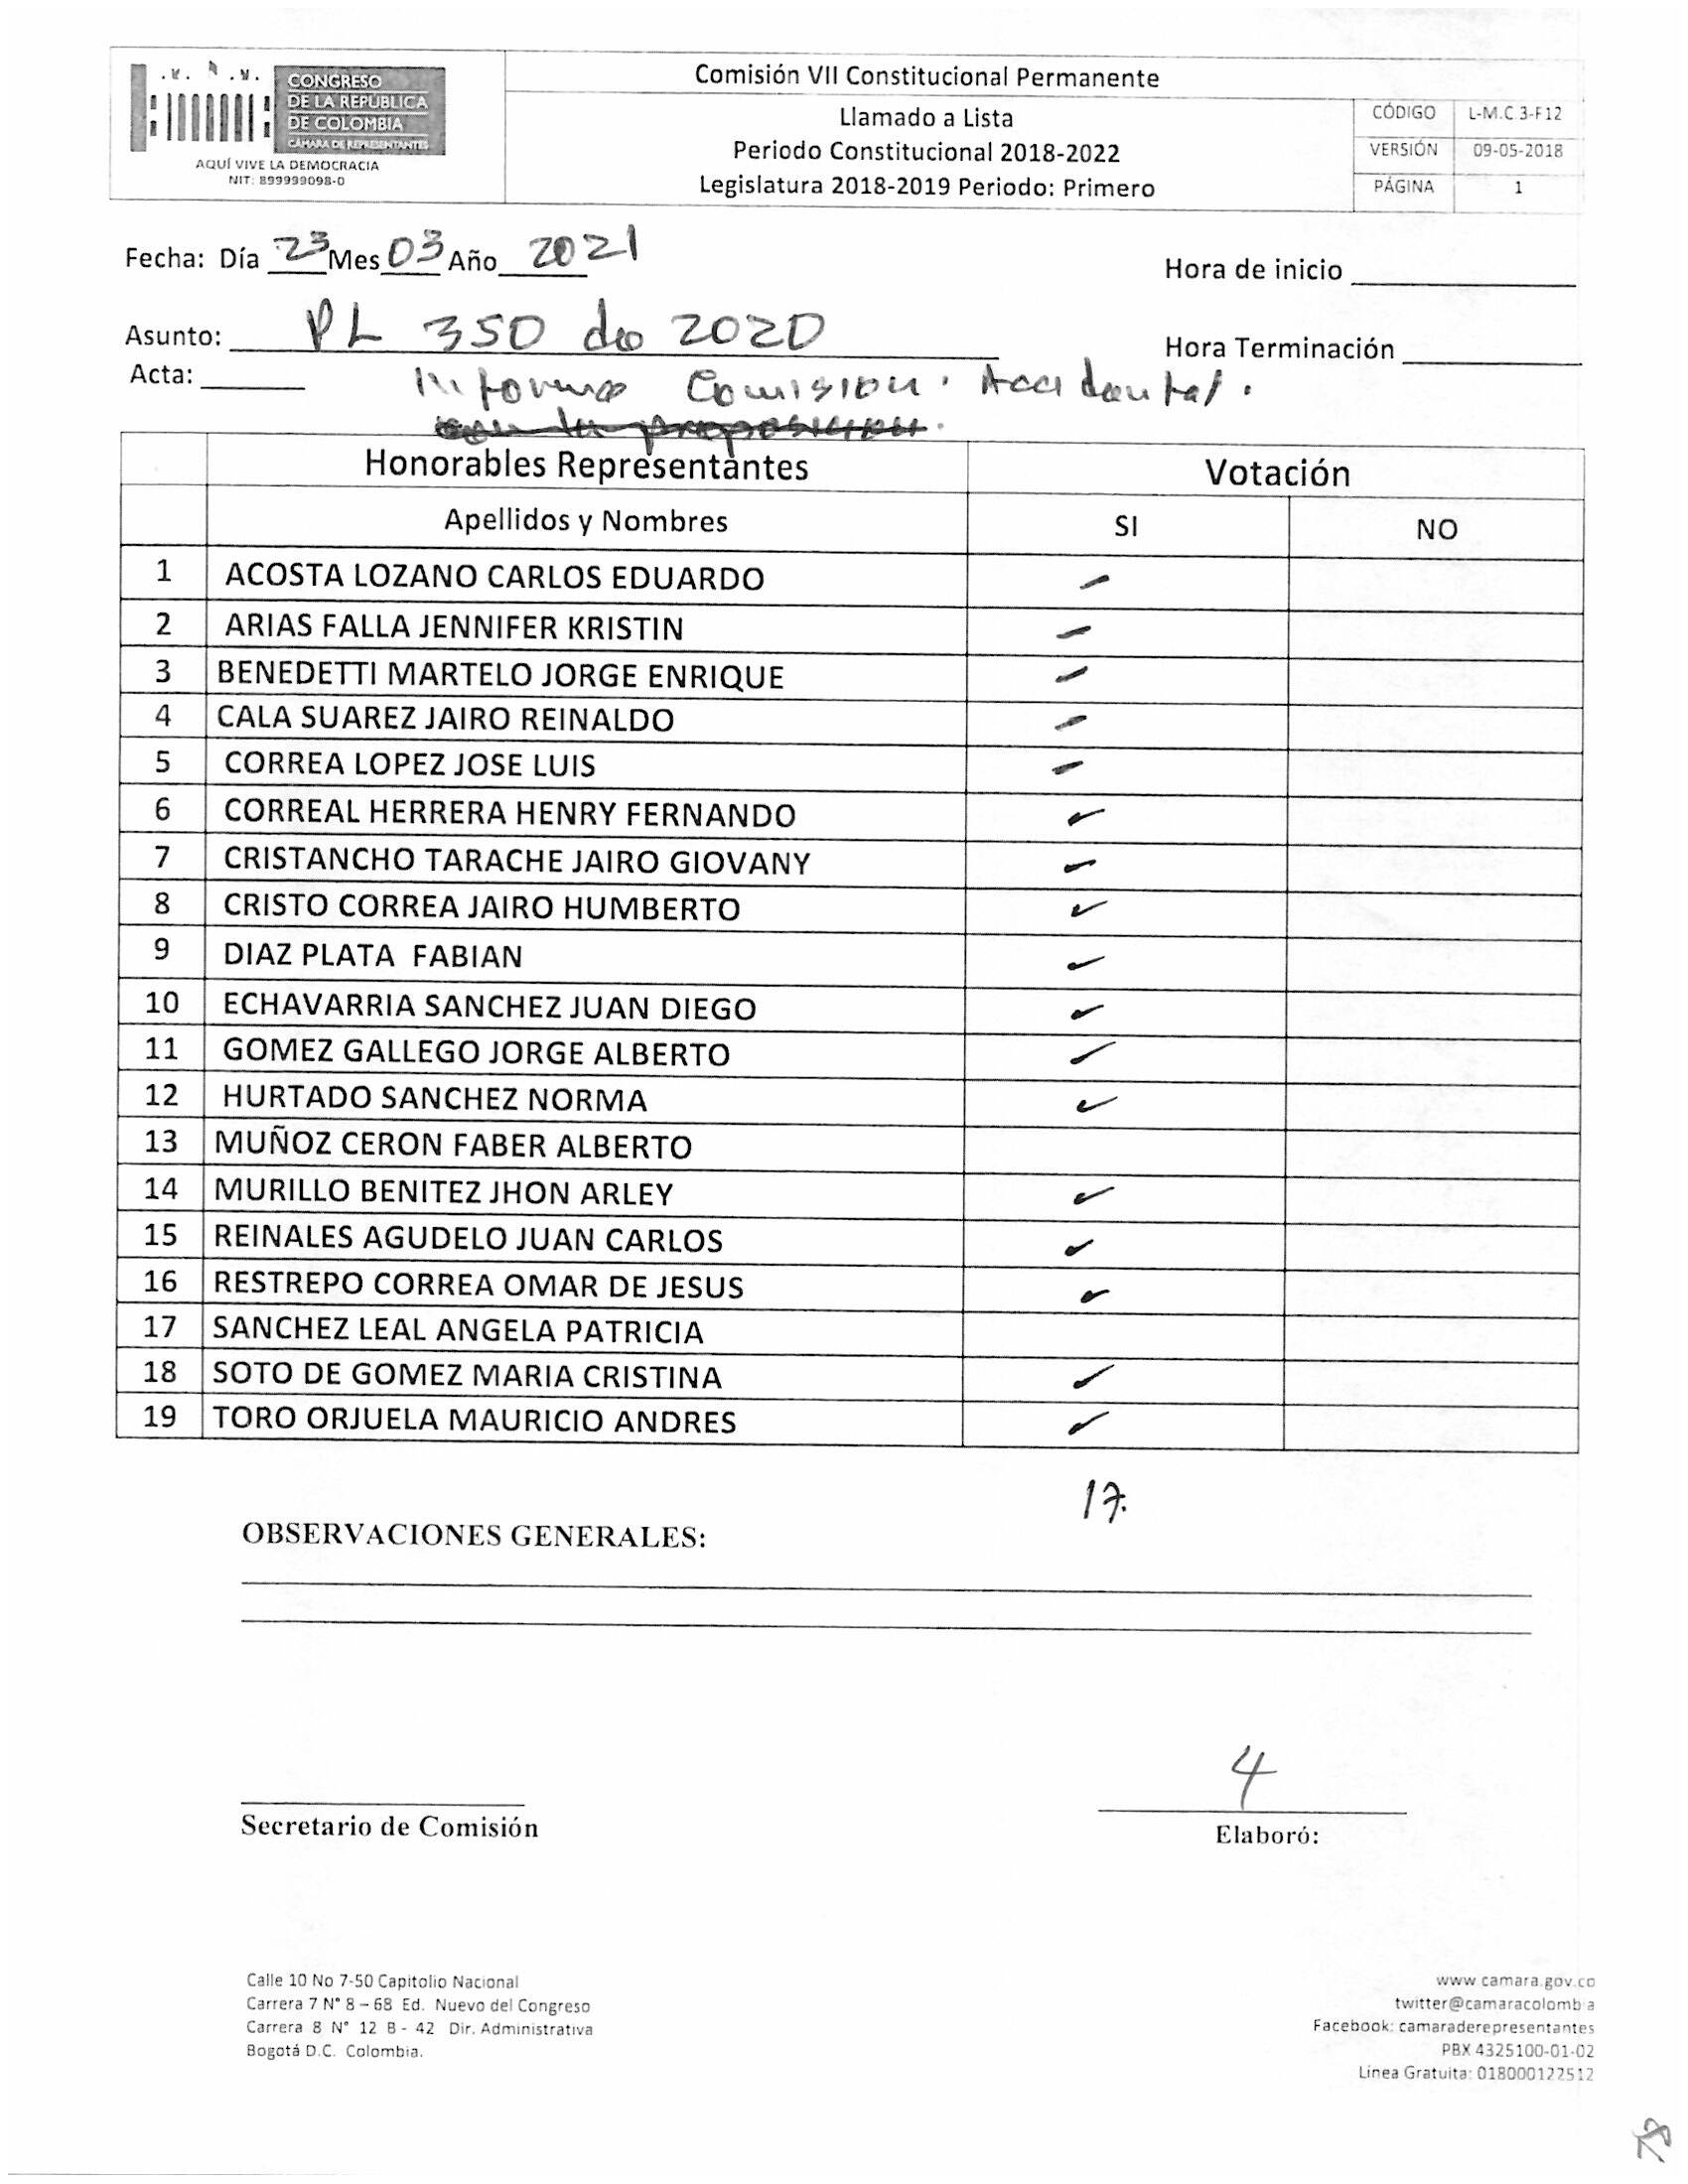 CONGRESO
DE LA REPÚBLICA
DE COLOMBIA
CÁMARA DE REPRESENTANTES
AQUÍ VIVE LA DEMOCRACIA
NIT: 899999098-0
Comisión VII Constitucional Permanente
Llamado a Lista
Periodo Constitucional 2018-2022
Legislatura 2018-2019 Periodo: Primero
CÓDIGO L-M.C 3-F12
VERSIÓN 09-05-2018
PÁGINA 1
Fecha: Día 23 Mes 03 Año 2021
Hora de inicio
Asunto: PL 350 de 2020
Hora Terminación
Acta:
Informe Comision. Accidental.
con la proposicion.
Honorables Representantes Votación
Apellidos y Nombres SI NO
1 ACOSTA LOZANO CARLOS EDUARDO
2 ARIAS FALLA JENNIFER KRISTIN
3 BENEDETTI MARTELO JORGE ENRIQUE
4 CALA SUAREZ JAIRO REINALDO
5 CORREA LOPEZ JOSE LUIS
6 CORREAL HERRERA HENRY FERNANDO ✓
7 CRISTANCHO TARACHE JAIRO GIOVANY ✓
8 CRISTO CORREA JAIRO HUMBERTO ✓
9 DIAZ PLATA FABIAN ✓
10 ECHAVARRIA SANCHEZ JUAN DIEGO ✓
11 GOMEZ GALLEGO JORGE ALBERTO ✓
12 HURTADO SANCHEZ NORMA ✓
13 MUÑOZ CERON FABER ALBERTO
14 MURILLO BENITEZ JHON ARLEY ✓
15 REINALES AGUDELO JUAN CARLOS ✓
16 RESTREPO CORREA OMAR DE JESUS ✓
17 SANCHEZ LEAL ANGELA PATRICIA
18 SOTO DE GOMEZ MARIA CRISTINA ✓
19 TORO ORJUELA MAURICIO ANDRES ✓
17.
OBSERVACIONES GENERALES:
Secretario de Comisión
Elaboró:
Calle 10 No 7-50 Capitolio Nacional
Carrera 7 N° 8 – 68 Ed. Nuevo del Congreso
Carrera 8 N° 12 B - 42 Dir. Administrativa
Bogotá D.C. Colombia.
www.camara.gov.co
twitter@camaracolombia
Facebook: camaraderepresentantes
PBX 4325100-01-02
Linea Gratuita: 018000122512